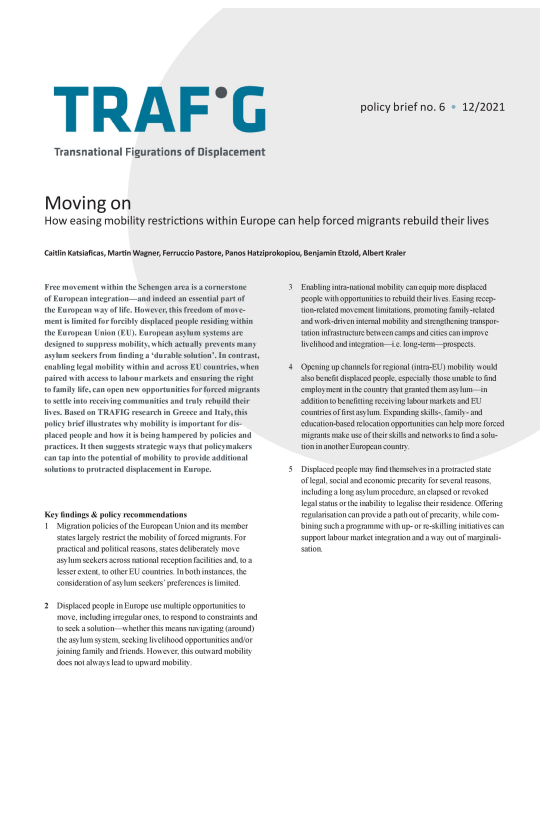 TRAFIG
policy brief no. 6 • 12/2021
Transnational Figurations of Displacement
Moving on
How easing mobility restrictions within Europe can help forced migrants rebuild their lives
Caitlin Katsiaficas, Martin Wagner, Ferruccio Pastore, Panos Hatziprokopiou, Benjamin Etzold, Albert Kraler
Free movement within the Schengen area is a cornerstone
of European integration—and indeed an essential part of
the European way of life. However, this freedom of move-
ment is limited for forcibly displaced people residing within
the European Union (EU). European asylum systems are
designed to suppress mobility, which actually prevents many
asylum seekers from finding a ‘durable solution’. In contrast,
enabling legal mobility within and across EU countries, when
paired with access to labour markets and ensuring the right
to family life, can open new opportunities for forced migrants
to settle into receiving communities and truly rebuild their
lives. Based on TRAFIG research in Greece and Italy, this
policy brief illustrates why mobility is important for dis-
placed people and how it is being hampered by policies and
practices. It then suggests strategic ways that policymakers
can tap into the potential of mobility to provide additional
solutions to protracted displacement in Europe.
Key findings & policy recommendations
1 Migration policies of the European Union and its member
states largely restrict the mobility of forced migrants. For
practical and political reasons, states deliberately move
asylum seekers across national reception facilities and, to a
lesser extent, to other EU countries. In both instances, the
consideration of asylum seekers’ preferences is limited.
2 Displaced people in Europe use multiple opportunities to
move, including irregular ones, to respond to constraints and
to seek a solution—whether this means navigating (around)
the asylum system, seeking livelihood opportunities and/or
joining family and friends. However, this outward mobility
does not always lead to upward mobility.
3 Enabling intra-national mobility can equip more displaced
people with opportunities to rebuild their lives. Easing recep-
tion-related movement limitations, promoting family-related
and work-driven internal mobility and strengthening transpor-
tation infrastructure between camps and cities can improve
livelihood and integration—i.e. long-term—prospects.
4 Opening up channels for regional (intra-EU) mobility would
also benefit displaced people, especially those unable to find
employment in the country that granted them asylum—in
addition to benefitting receiving labour markets and EU
countries of first asylum. Expanding skills-, family- and
education-based relocation opportunities can help more forced
migrants make use of their skills and networks to find a solu-
tion in another European country.
5 Displaced people may find themselves in a protracted state
of legal, social and economic precarity for several reasons,
including a long asylum procedure, an elapsed or revoked
legal status or the inability to legalise their residence. Offering
regularisation can provide a path out of precarity, while com-
bining such a programme with up- or re-skilling initiatives can
support labour market integration and a way out of marginali-
sation.